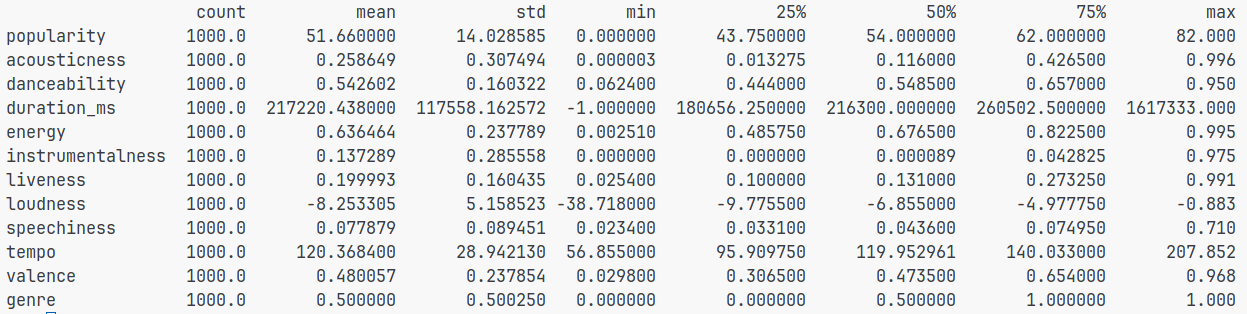 count mean std min 25% 50% 75% max
popularity 1000.0 51.660000 14.028585 0.000000 43.750000 54.000000 62.000000 82.000
acousticness 1000.0 0.258649 0.307494 0.000003 0.013275 0.116000 0.426500 0.996
danceability 1000.0 0.542602 0.160322 0.062400 0.444000 0.548500 0.657000 0.950
duration_ms 1000.0 217220.438000 117558.162572 -1.000000 180656.250000 216300.000000 260502.500000 1617333.000
energy 1000.0 0.636464 0.237789 0.002510 0.485750 0.676500 0.822500 0.995
instrumentalness 1000.0 0.137289 0.285558 0.000000 0.000000 0.000089 0.042825 0.975
liveness 1000.0 0.199993 0.160435 0.025400 0.100000 0.131000 0.273250 0.991
loudness 1000.0 -8.253305 5.158523 -38.718000 -9.775500 -6.855000 -4.977750 -0.883
speechiness 1000.0 0.077879 0.089451 0.023400 0.033100 0.043600 0.074950 0.710
tempo 1000.0 120.368400 28.942130 56.855000 95.909750 119.952961 140.033000 207.852
valence 1000.0 0.480057 0.237854 0.029800 0.306500 0.473500 0.654000 0.968
genre 1000.0 0.500000 0.500250 0.000000 0.000000 0.500000 1.000000 1.000